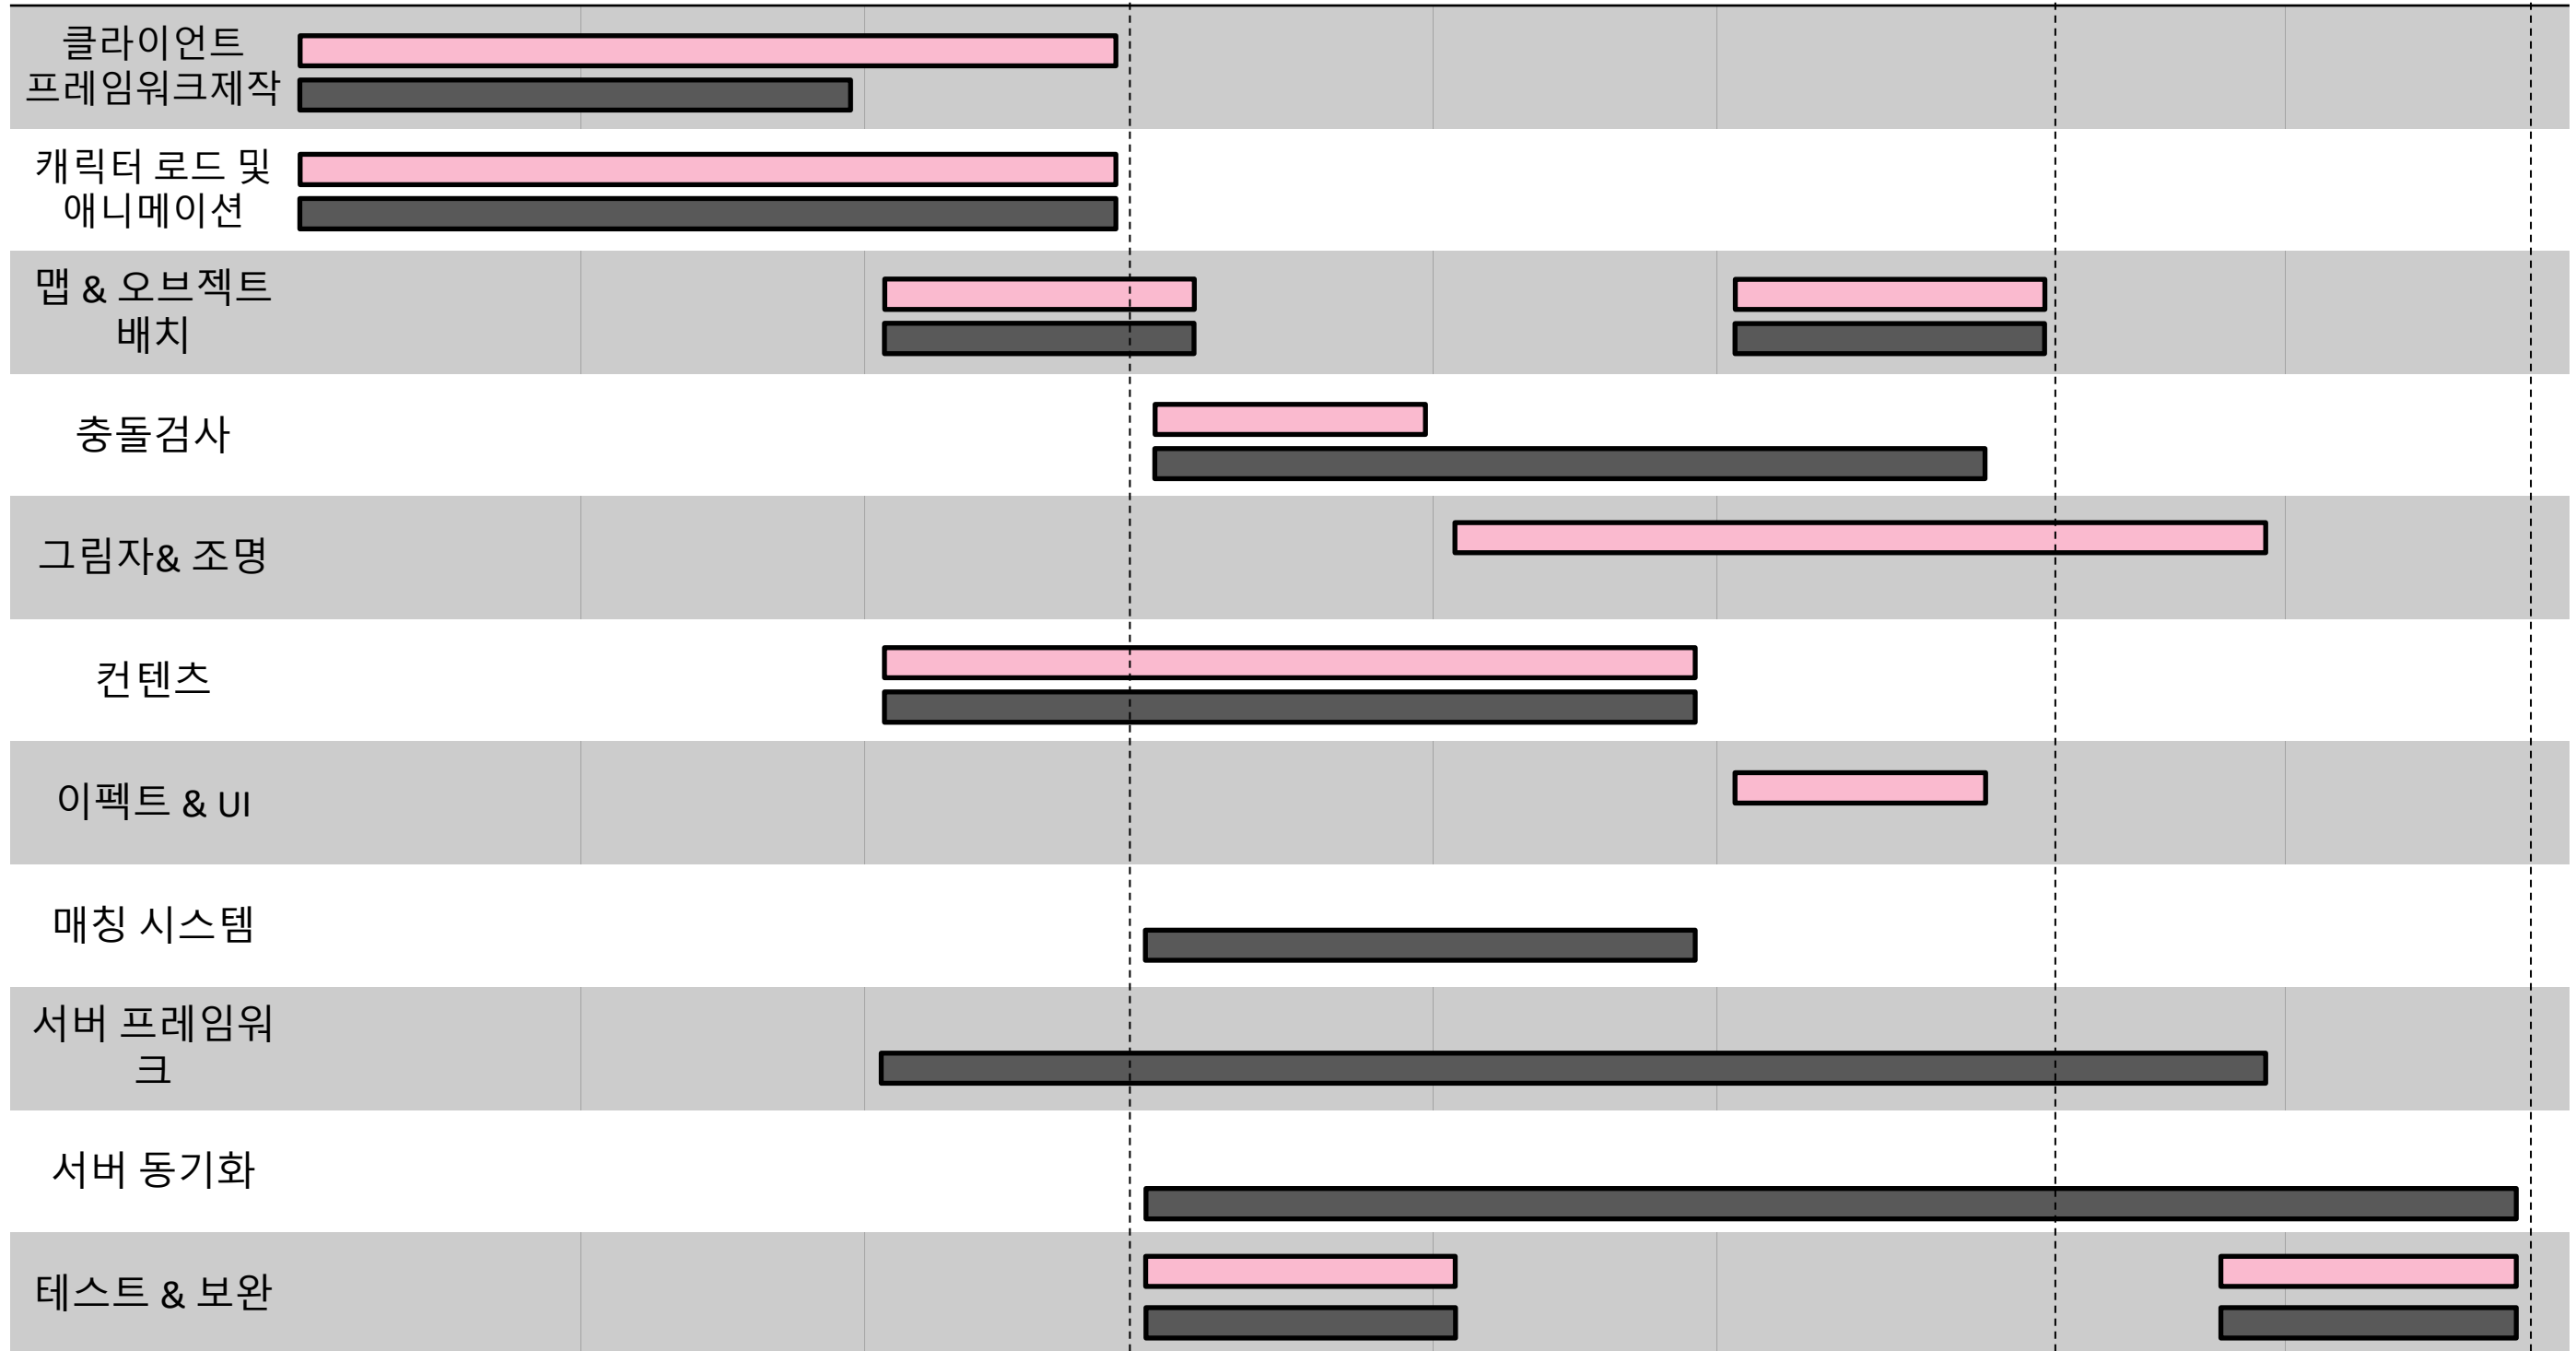 클라이언트
프레임워크제작
캐릭터 로드 및
애니메이션
맵 & 오브젝트
배치
충돌검사
그림자& 조명
컨텐츠
이펙트 & UI
매칭 시스템
서버 프레임워
크
서버 동기화
테스트 & 보완